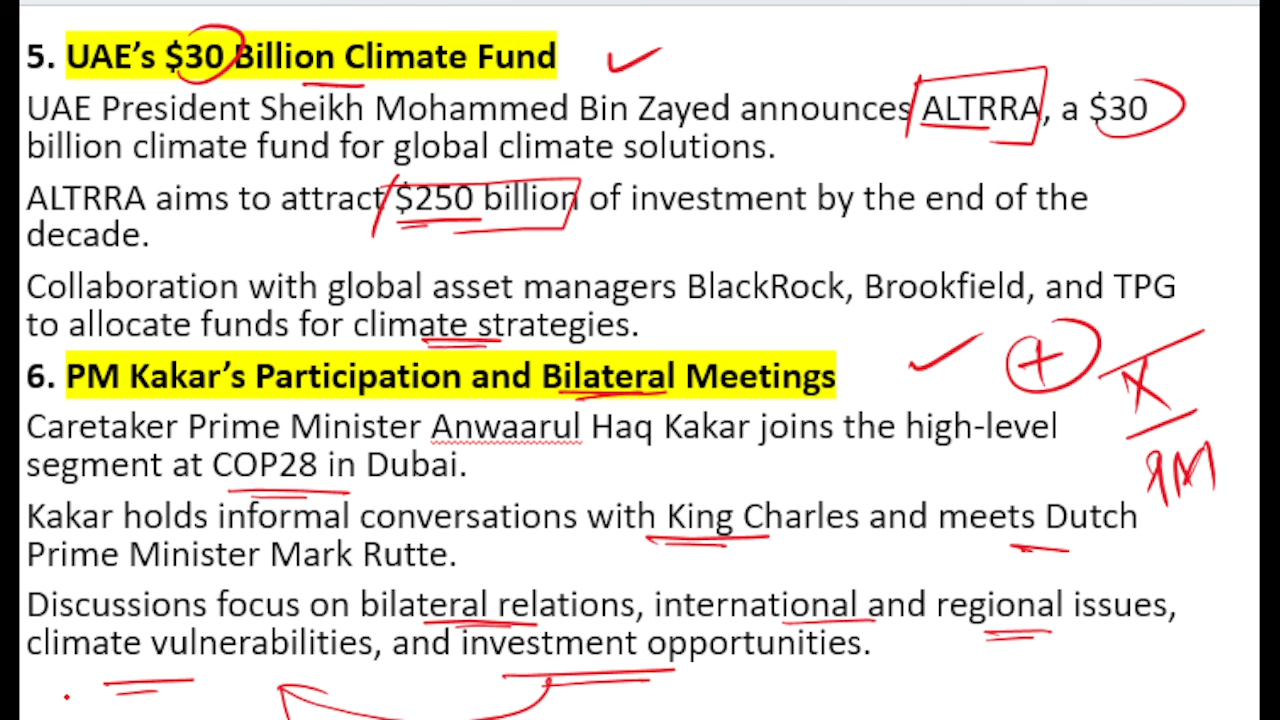 5. UAE’s $30 Billion Climate Fund
UAE President Sheikh Mohammed Bin Zayed announces ALTRRA, a $30
billion climate fund for global climate solutions.
ALTRRA aims to attract $250 billion of investment by the end of the
decade.
Collaboration with global asset managers BlackRock, Brookfield, and TPG
to allocate funds for climate strategies.
6. PM Kakar’s Participation and Bilateral Meetings
Caretaker Prime Minister Anwaarul Haq Kakar joins the high-level
segment at COP28 in Dubai.
Kakar holds informal conversations with King Charles and meets Dutch
Prime Minister Mark Rutte.
Discussions focus on bilateral relations, international and regional issues,
climate vulnerabilities, and investment opportunities.